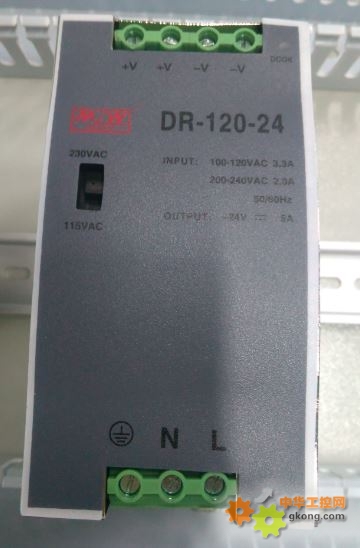 +V +V -V -V
DCOK
DR-120-24
230VAC
INPUT: 100-120VAC 3.3A
200-240VAC 2.0A
50/60Hz
115VAC
OUTPUT: +24V ⎓ 5A
N L
中华工控网
gkong.com